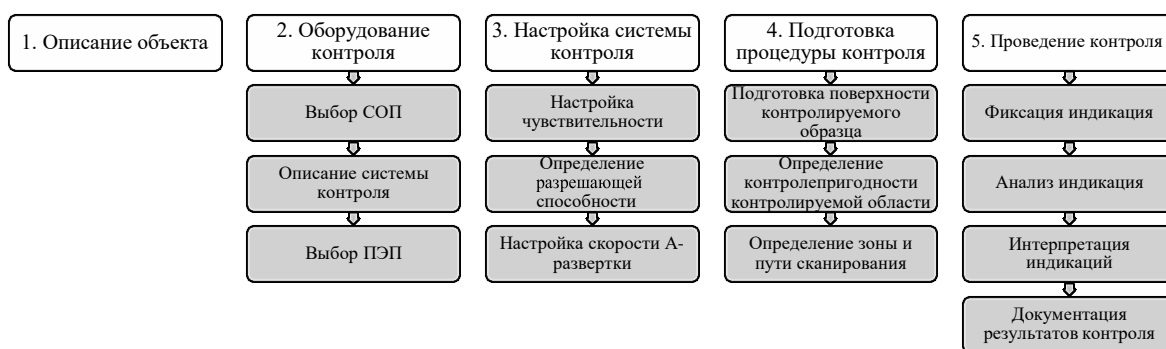 1. Описание объекта
2. Оборудование
контроля
Выбор СОП
Описание системы
контроля
Выбор ПЭП
3. Настройка системы
контроля
Настройка
чувствительности
Определение
разрешающей
способности
Настройка скорости А-
развертки
4. Подготовка
процедуры контроля
Подготовка поверхности
контролируемого
образца
Определение
контролепригодности
контролируемой области
Определение зоны и
пути сканирования
5. Проведение контроля
Фиксация индикация
Анализ индикация
Интерпретация
индикаций
Документация
результатов контроля